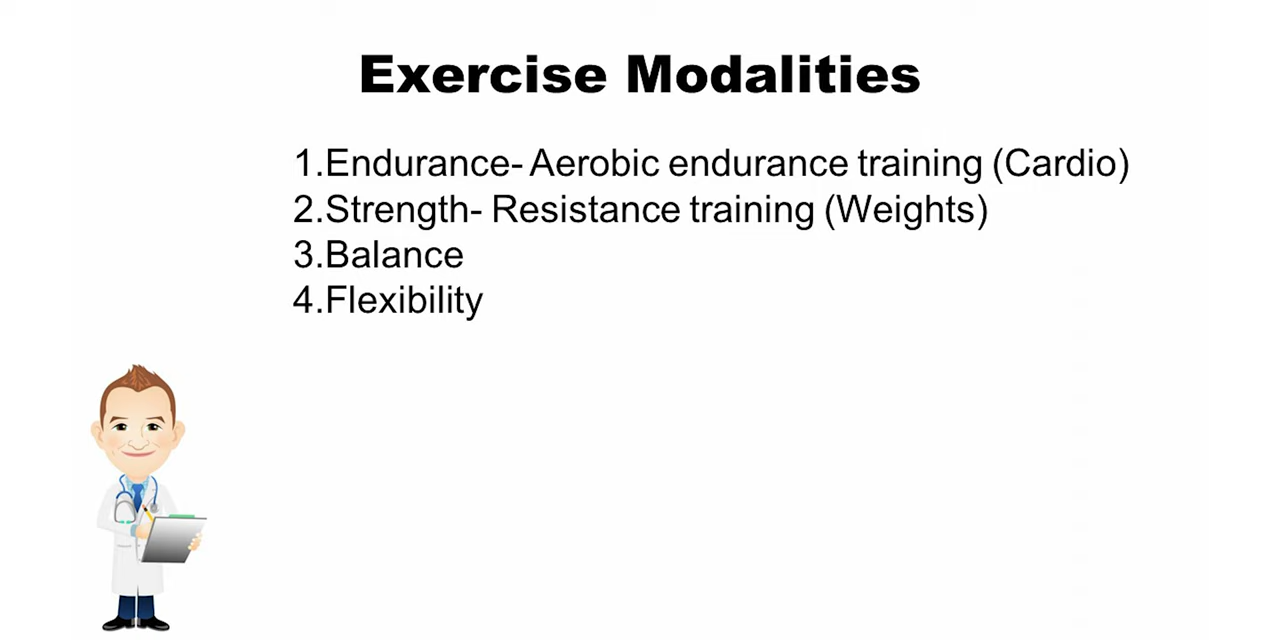 Exercise Modalities
1.Endurance- Aerobic endurance training (Cardio)
2.Strength- Resistance training (Weights)
3.Balance
4.Flexibility